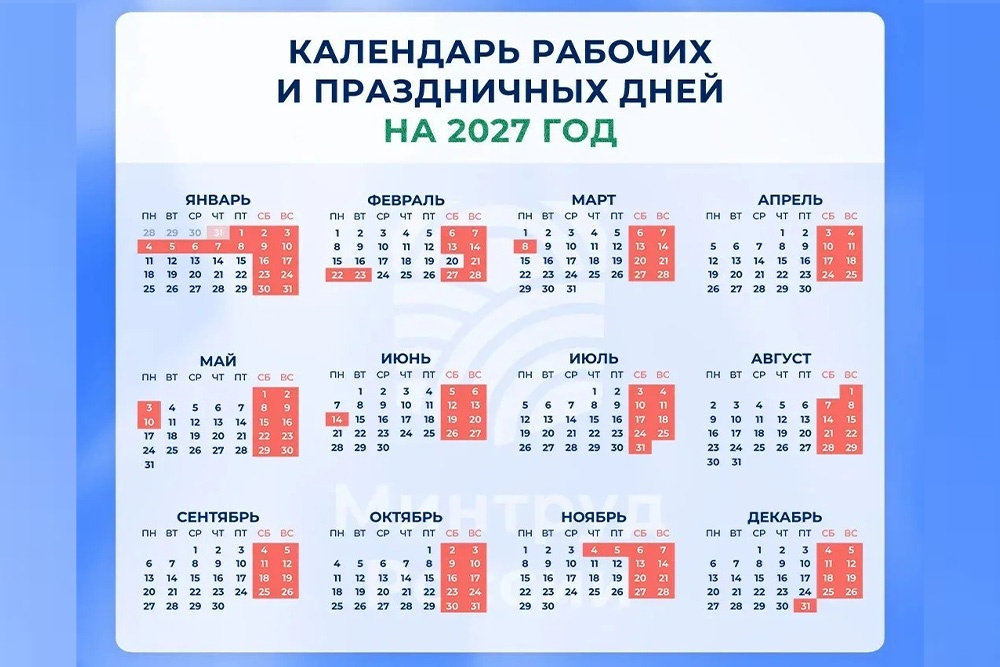 КАЛЕНДАРЬ РАБОЧИХ
И ПРАЗДНИЧНЫХ ДНЕЙ
НА 2027 ГОД
ЯНВАРЬ
ПН ВТ СР ЧТ ПТ СБ ВС
28 29 30 31 1 2 3
4 5 6 7 8 9 10
11 12 13 14 15 16 17
18 19 20 21 22 23 24
25 26 27 28 29 30 31
ФЕВРАЛЬ
ПН ВТ СР ЧТ ПТ СБ ВС
1 2 3 4 5 6 7
8 9 10 11 12 13 14
15 16 17 18 19 20 21
22 23 24 25 26 27 28
МАРТ
ПН ВТ СР ЧТ ПТ СБ ВС
1 2 3 4 5 6 7
8 9 10 11 12 13 14
15 16 17 18 19 20 21
22 23 24 25 26 27 28
29 30 31
АПРЕЛЬ
ПН ВТ СР ЧТ ПТ СБ ВС
1 2 3 4
5 6 7 8 9 10 11
12 13 14 15 16 17 18
19 20 21 22 23 24 25
26 27 28 29 30
МАЙ
ПН ВТ СР ЧТ ПТ СБ ВС
1 2
3 4 5 6 7 8 9
10 11 12 13 14 15 16
17 18 19 20 21 22 23
24 25 26 27 28 29 30
31
ИЮНЬ
ПН ВТ СР ЧТ ПТ СБ ВС
1 2 3 4 5 6
7 8 9 10 11 12 13
14 15 16 17 18 19 20
21 22 23 24 25 26 27
28 29 30
ИЮЛЬ
ПН ВТ СР ЧТ ПТ СБ ВС
1 2 3 4
5 6 7 8 9 10 11
12 13 14 15 16 17 18
19 20 21 22 23 24 25
26 27 28 29 30 31
АВГУСТ
ПН ВТ СР ЧТ ПТ СБ ВС
1
2 3 4 5 6 7 8
9 10 11 12 13 14 15
16 17 18 19 20 21 22
23 24 25 26 27 28 29
30 31
Минтруд
СЕНТЯБРЬ
ПН ВТ СР ЧТ ПТ СБ ВС
1 2 3 4 5
6 7 8 9 10 11 12
13 14 15 16 17 18 19
20 21 22 23 24 25 26
27 28 29 30
ОКТЯБРЬ
ПН ВТ СР ЧТ ПТ СБ ВС
1 2 3
4 5 6 7 8 9 10
11 12 13 14 15 16 17
18 19 20 21 22 23 24
25 26 27 28 29 30 31
НОЯБРЬ
ПН ВТ СР ЧТ ПТ СБ ВС
1 2 3 4 5 6 7
8 9 10 11 12 13 14
15 16 17 18 19 20 21
22 23 24 25 26 27 28
29 30
ДЕКАБРЬ
ПН ВТ СР ЧТ ПТ СБ ВС
1 2 3 4 5
6 7 8 9 10 11 12
13 14 15 16 17 18 19
20 21 22 23 24 25 26
27 28 29 30 31